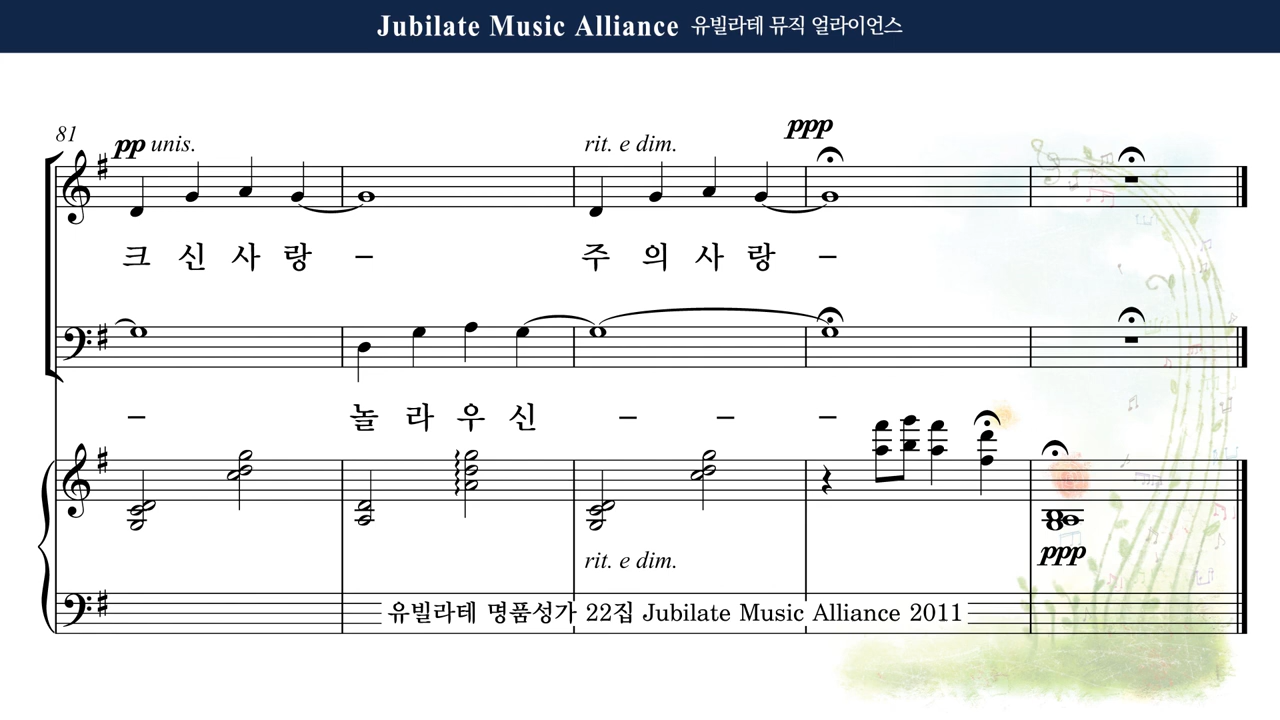 Jubilate Music Alliance 유빌라테 뮤직 얼라이언스
81
pp unis.
rit. e dim.
ppp
크 신 사 랑 – 주 의 사 랑 –
– 놀 라 우 신 – – –
rit. e dim.
ppp
유빌라테 명품성가 22집 Jubilate Music Alliance 2011